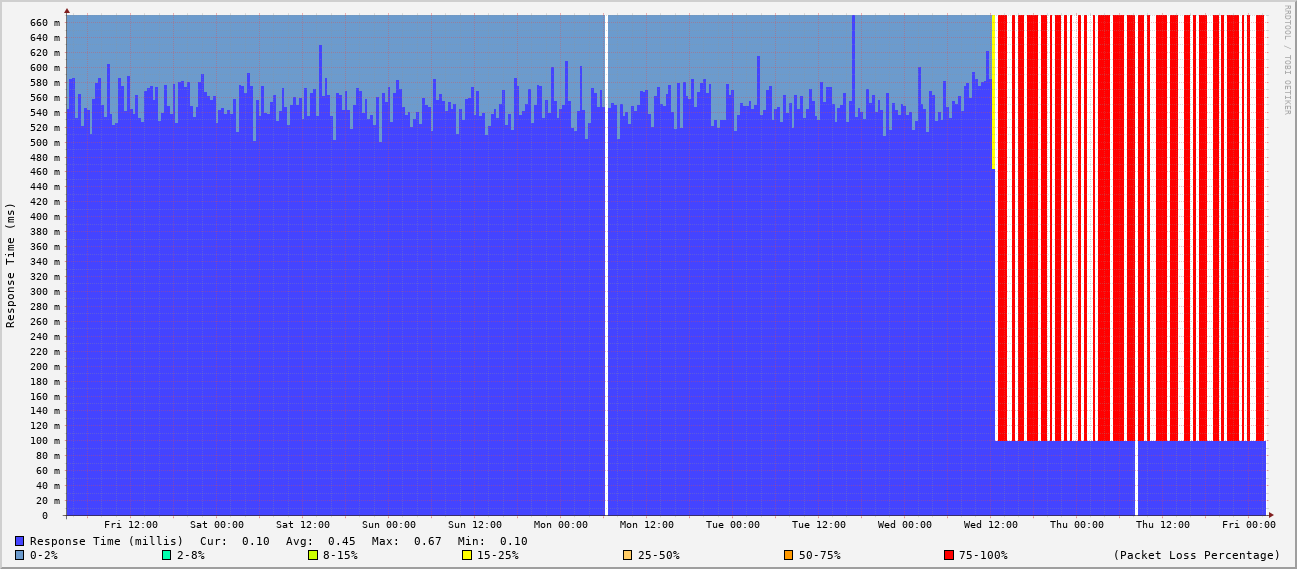 RRDTOOL / TOBI OETIKER
Response Time (ms)
660 m
640 m
620 m
600 m
580 m
560 m
540 m
520 m
500 m
480 m
460 m
440 m
420 m
400 m
380 m
360 m
340 m
320 m
300 m
280 m
260 m
240 m
220 m
200 m
180 m
160 m
140 m
120 m
100 m
80 m
60 m
40 m
20 m
0
Fri 12:00 Sat 00:00 Sat 12:00 Sun 00:00 Sun 12:00 Mon 00:00 Mon 12:00 Tue 00:00 Tue 12:00 Wed 00:00 Wed 12:00 Thu 00:00 Thu 12:00 Fri 00:00
Response Time (millis) Cur: 0.10 Avg: 0.45 Max: 0.67 Min: 0.10
0-2% 2-8% 8-15% 15-25% 25-50% 50-75% 75-100% (Packet Loss Percentage)